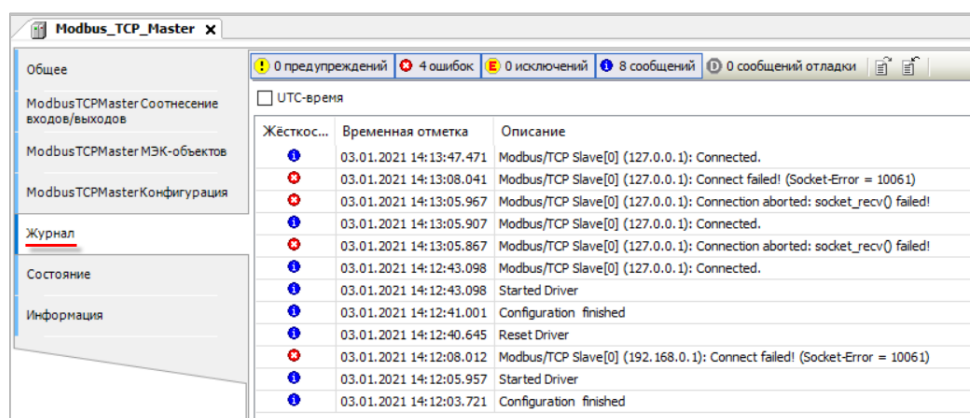 Modbus_TCP_Master X
Общее
ModbusTCPMaster Соотнесение
входов/выходов
ModbusTCPMaster МЭК-объектов
ModbusTCPMasterКонфигурация
Журнал
Состояние
Информация
! 0 предупреждений 4 ошибок E 0 исключений i 8 сообщений D 0 сообщений отладки
UTC-время
Жёсткос... Временная отметка Описание
03.01.2021 14:13:47.471 Modbus/TCP Slave[0] (127.0.0.1): Connected.
03.01.2021 14:13:08.041 Modbus/TCP Slave[0] (127.0.0.1): Connect failed! (Socket-Error = 10061)
03.01.2021 14:13:05.967 Modbus/TCP Slave[0] (127.0.0.1): Connection aborted: socket_recv() failed!
03.01.2021 14:13:05.907 Modbus/TCP Slave[0] (127.0.0.1): Connected.
03.01.2021 14:13:05.867 Modbus/TCP Slave[0] (127.0.0.1): Connection aborted: socket_recv() failed!
03.01.2021 14:12:43.098 Modbus/TCP Slave[0] (127.0.0.1): Connected.
03.01.2021 14:12:43.098 Started Driver
03.01.2021 14:12:41.001 Configuration finished
03.01.2021 14:12:40.645 Reset Driver
03.01.2021 14:12:08.012 Modbus/TCP Slave[0] (192.168.0.1): Connect failed! (Socket-Error = 10061)
03.01.2021 14:12:05.957 Started Driver
03.01.2021 14:12:03.721 Configuration finished